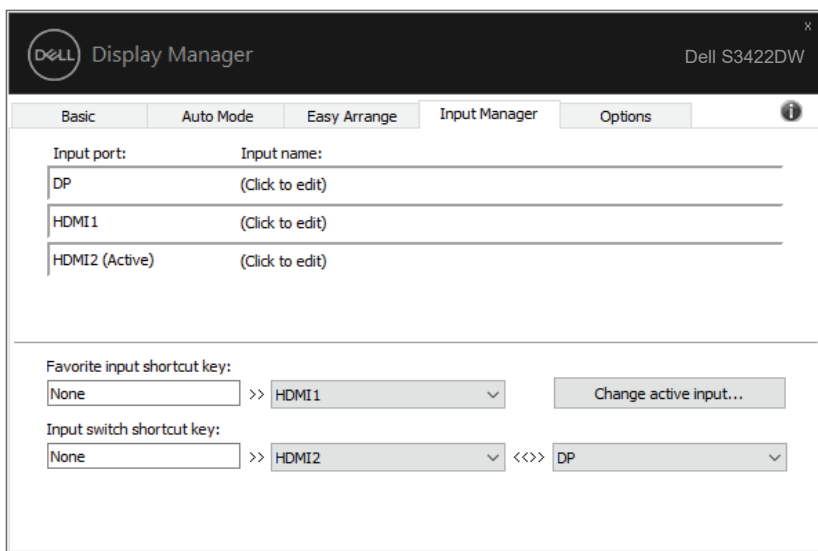 x
DELL Display Manager Dell S3422DW
Basic Auto Mode Easy Arrange Input Manager Options i
Input port: Input name:
DP (Click to edit)
HDMI1 (Click to edit)
HDMI2 (Active) (Click to edit)
Favorite input shortcut key:
None >> HDMI1 Change active input...
Input switch shortcut key:
None >> HDMI2 <<>> DP